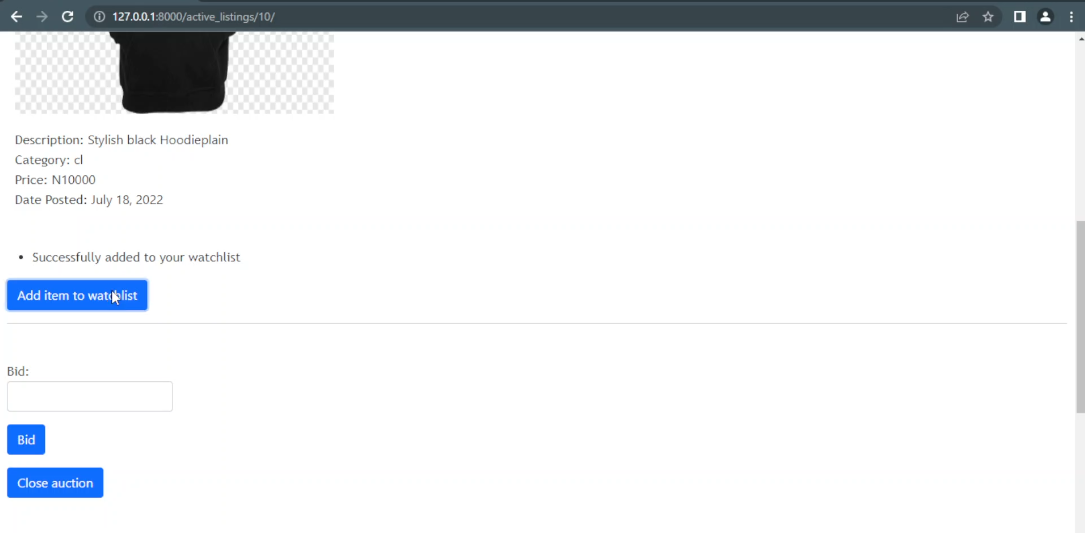 127.0.0.1:8000/active_listings/10/
Description: Stylish black Hoodieplain
Category: cl
Price: N10000
Date Posted: July 18, 2022
Successfully added to your watchlist
Add item to watchlist
Bid:
Bid
Close auction